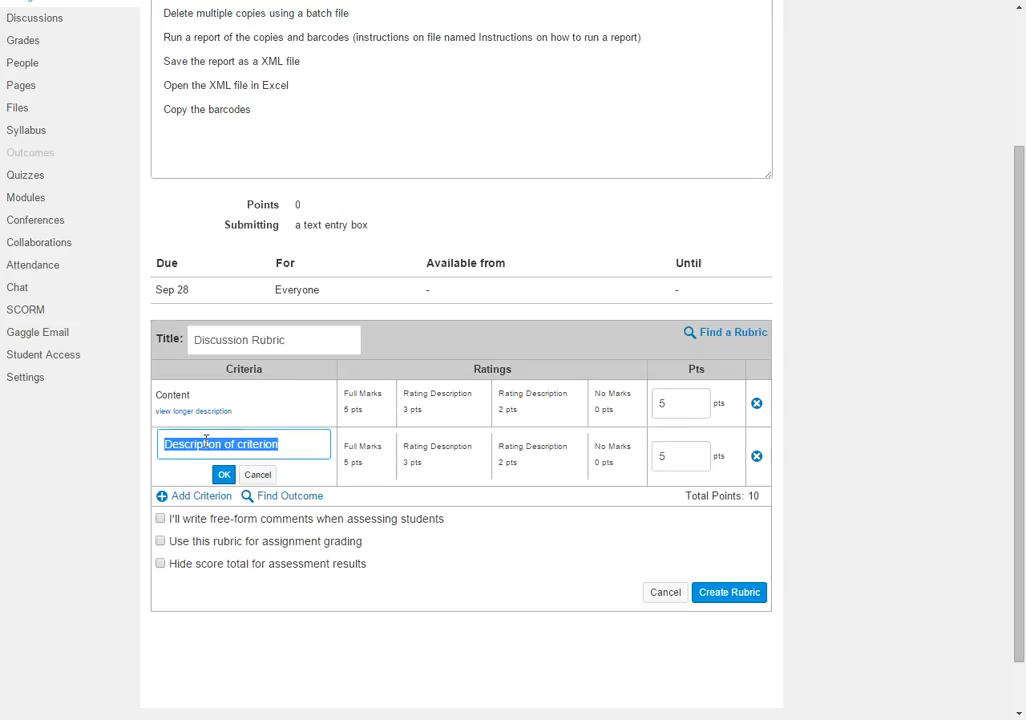 Discussions
Grades
People
Pages
Files
Syllabus
Outcomes
Quizzes
Modules
Conferences
Collaborations
Attendance
Chat
SCORM
Gaggle Email
Student Access
Settings
Delete multiple copies using a batch file
Run a report of the copies and barcodes (instructions on file named Instructions on how to run a report)
Save the report as a XML file
Open the XML file in Excel
Copy the barcodes
Points 0
Submitting a text entry box
Due For Available from Until
Sep 28 Everyone - -
Title: Discussion Rubric Find a Rubric
Criteria Ratings Pts
Content
view longer description
Full Marks Rating Description Rating Description No Marks
5 pts 3 pts 2 pts 0 pts
5 pts
Description of criterion
OK Cancel
Full Marks Rating Description Rating Description No Marks
5 pts 3 pts 2 pts 0 pts
5 pts
Add Criterion Find Outcome Total Points: 10
I'll write free-form comments when assessing students
Use this rubric for assignment grading
Hide score total for assessment results
Cancel Create Rubric